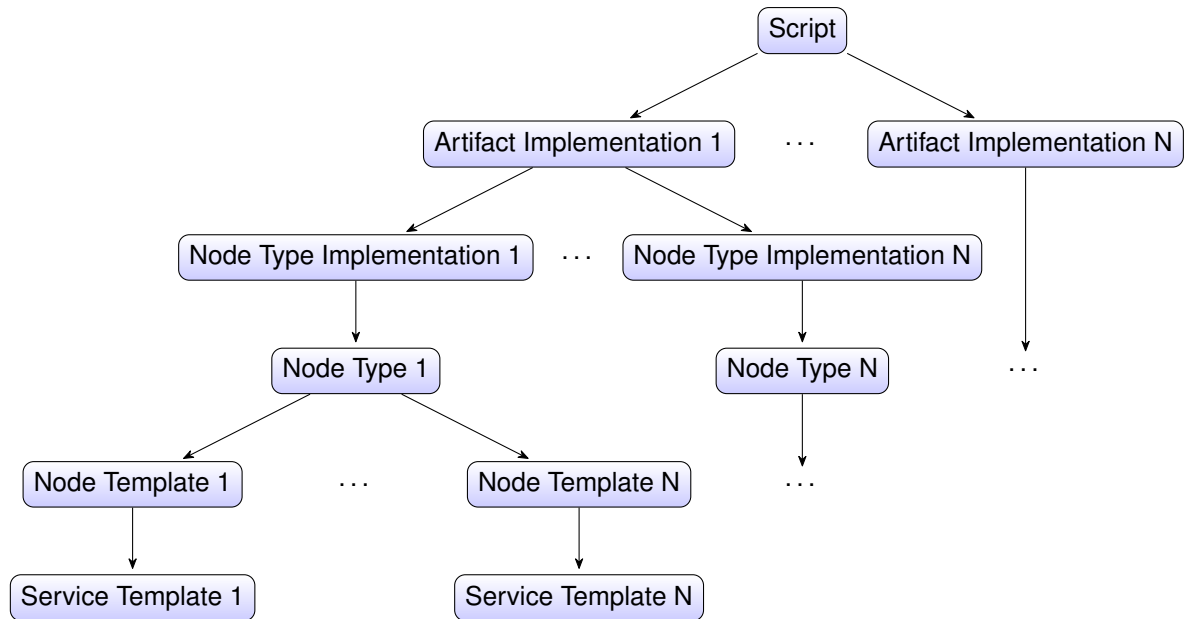 Script
Artifact Implementation 1 ... Artifact Implementation N
Node Type Implementation 1 ... Node Type Implementation N
Node Type 1 Node Type N ...
Node Template 1 ... Node Template N ...
Service Template 1 Service Template N